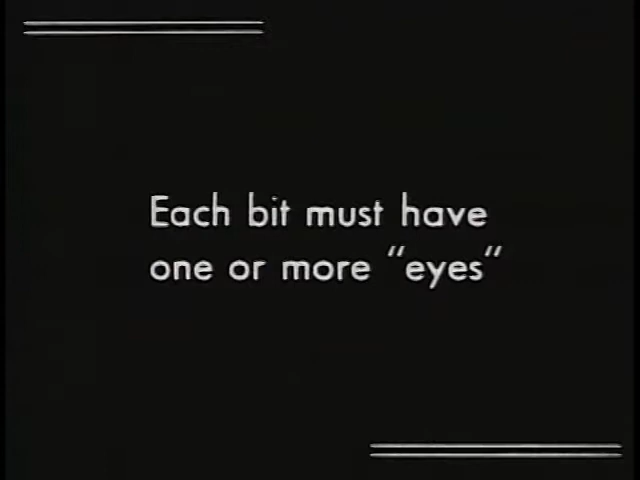 Each bit must have
one or more “eyes“